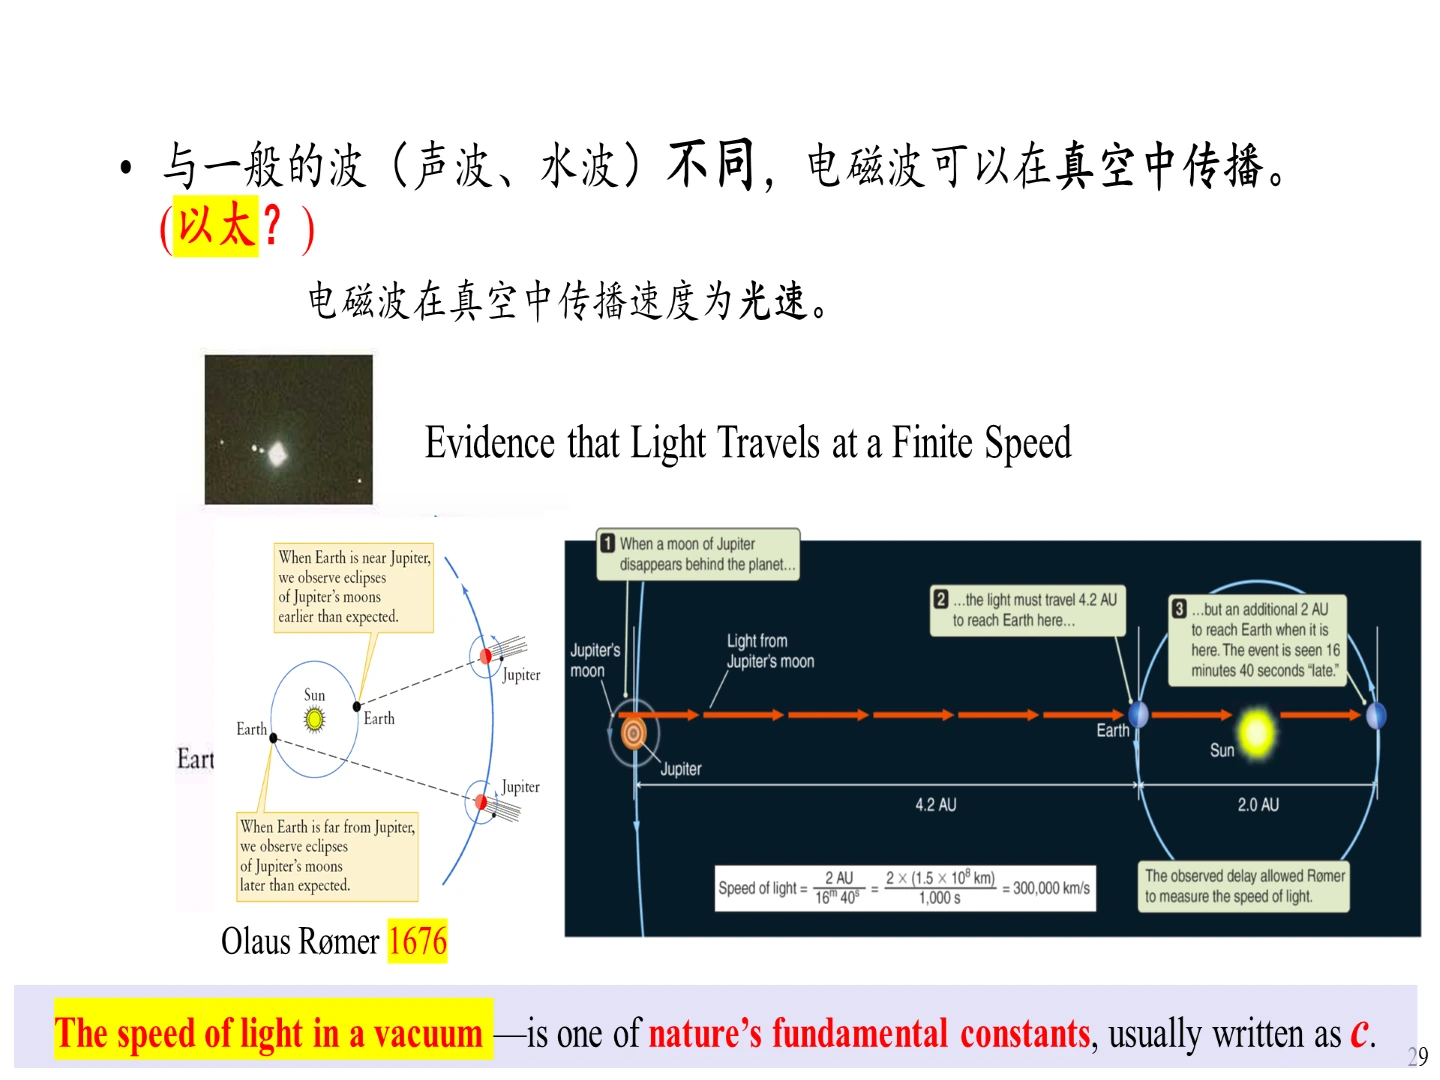 • 与一般的波（声波、水波）不同，电磁波可以在真空中传播。
(以太？)
电磁波在真空中传播速度为光速。
Evidence that Light Travels at a Finite Speed
When Earth is near Jupiter,
we observe eclipses
of Jupiter's moons
earlier than expected.
Jupiter
Sun
Earth
Earth
Eart
Jupiter
When Earth is far from Jupiter,
we observe eclipses
of Jupiter's moons
later than expected.
Olaus Rømer 1676
1 When a moon of Jupiter
disappears behind the planet…
2 …the light must travel 4.2 AU
to reach Earth here…
3 …but an additional 2 AU
to reach Earth when it is
here. The event is seen 16
minutes 40 seconds “late.”
Jupiter's
moon
Light from
Jupiter's moon
Earth
Sun
Jupiter
4.2 AU
2.0 AU
Speed of light = 2 AU / 16ᵐ 40ˢ = 2 × (1.5 × 10⁸ km) / 1,000 s = 300,000 km/s
The observed delay allowed Rømer
to measure the speed of light.
The speed of light in a vacuum —is one of nature’s fundamental constants, usually written as c.
29